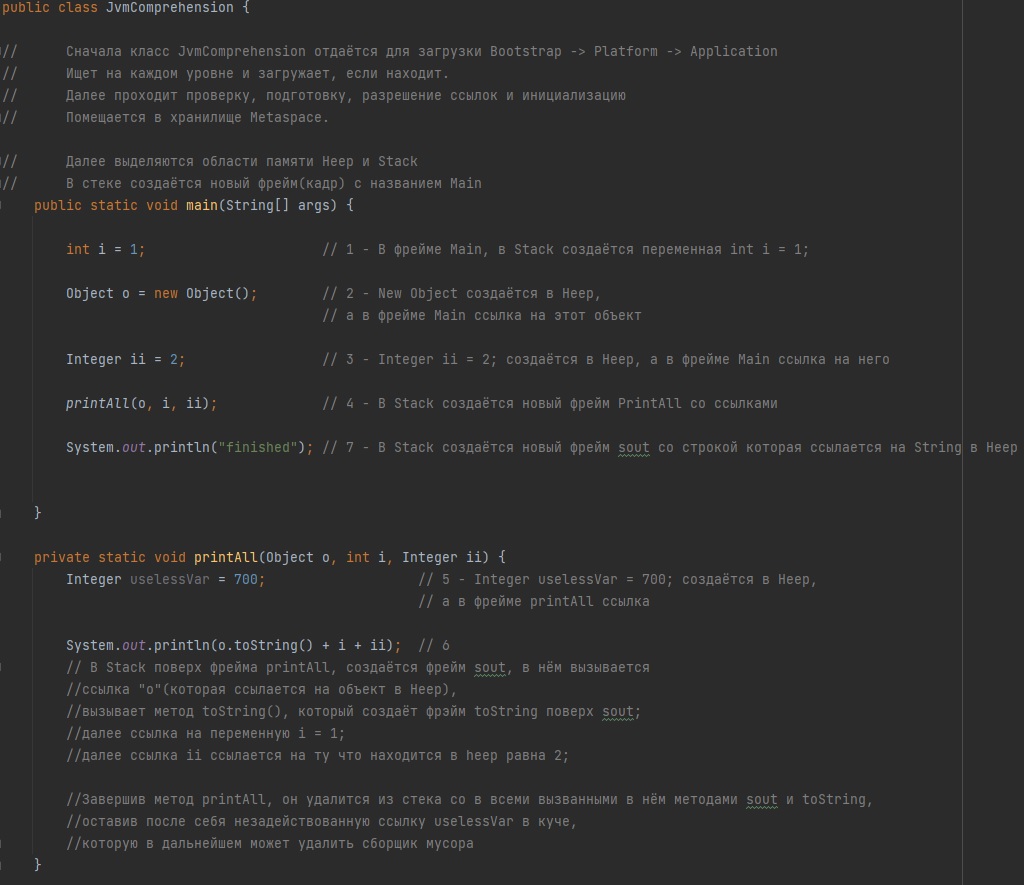 public class JvmComprehension {
//      Сначала класс JvmComprehension отдаётся для загрузки Bootstrap -> Platform -> Application
//      Ищет на каждом уровне и загружает, если находит.
//      Далее проходит проверку, подготовку, разрешение ссылок и инициализацию
//      Помещается в хранилище Metaspace.
//      Далее выделяются области памяти Heep и Stack
//      В стеке создаётся новый фрейм(кадр) с названием Main
public static void main(String[] args) {
int i = 1;                      // 1 - В фрейме Main, в Stack создаётся переменная int i = 1;
Object o = new Object();        // 2 - New Object создаётся в Heep,
// а в фрейме Main ссылка на этот объект
Integer ii = 2;                 // 3 - Integer ii = 2; создаётся в Heep, а в фрейме Main ссылка на него
printAll(o, i, ii);             // 4 - В Stack создаётся новый фрейм PrintAll со ссылками
System.out.println("finished"); // 7 - В Stack создаётся новый фрейм sout со строкой которая ссылается на String в Heep
}
private static void printAll(Object o, int i, Integer ii) {
Integer uselessVar = 700;                   // 5 - Integer uselessVar = 700; создаётся в Heep,
// а в фрейме printAll ссылка
System.out.println(o.toString() + i + ii);  // 6
// В Stack поверх фрейма printAll, создаётся фрейм sout, в нём вызывается
//ссылка "о"(которая ссылается на объект в Heep),
//вызывает метод toString(), который создаёт фрэйм toString поверх sout;
//далее ссылка на переменную i = 1;
//далее ссылка ii ссылается на ту что находится в heep равна 2;
//Завершив метод printAll, он удалится из стека со в всеми вызванными в нём методами sout и toString,
//оставив после себя незадействованную ссылку uselessVar в куче,
//которую в дальнейшем может удалить сборщик мусора
}